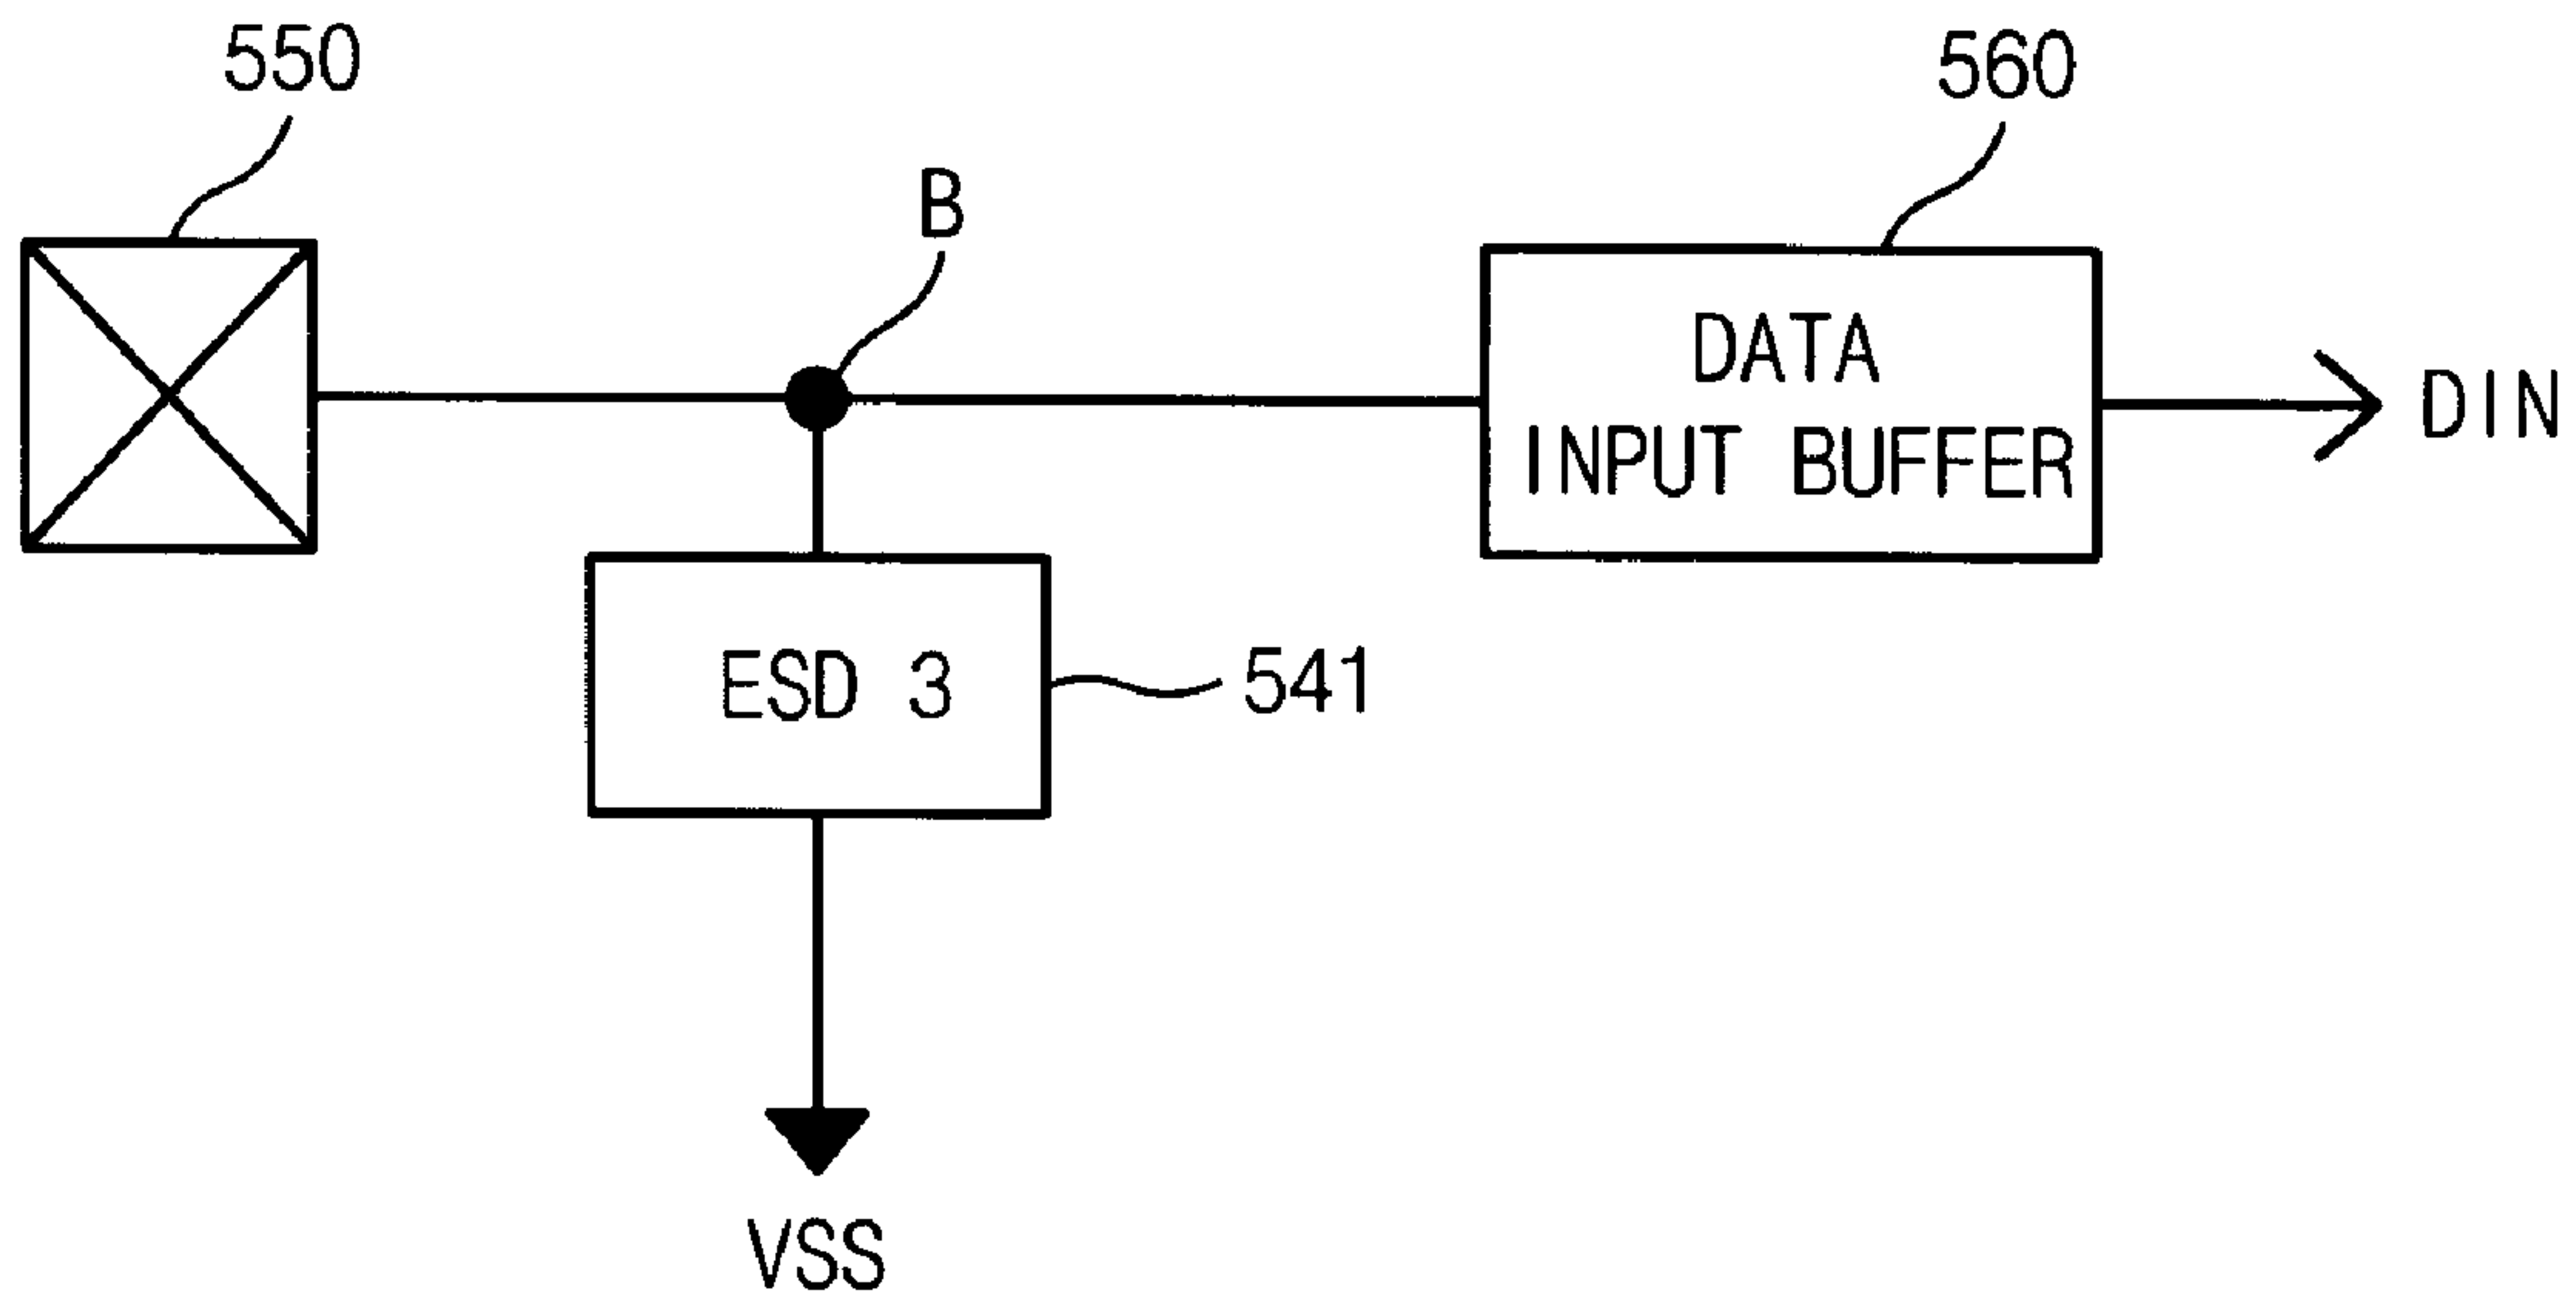 550
560
B
DATA
INPUT BUFFER
DIN
ESD 3
541
VSS